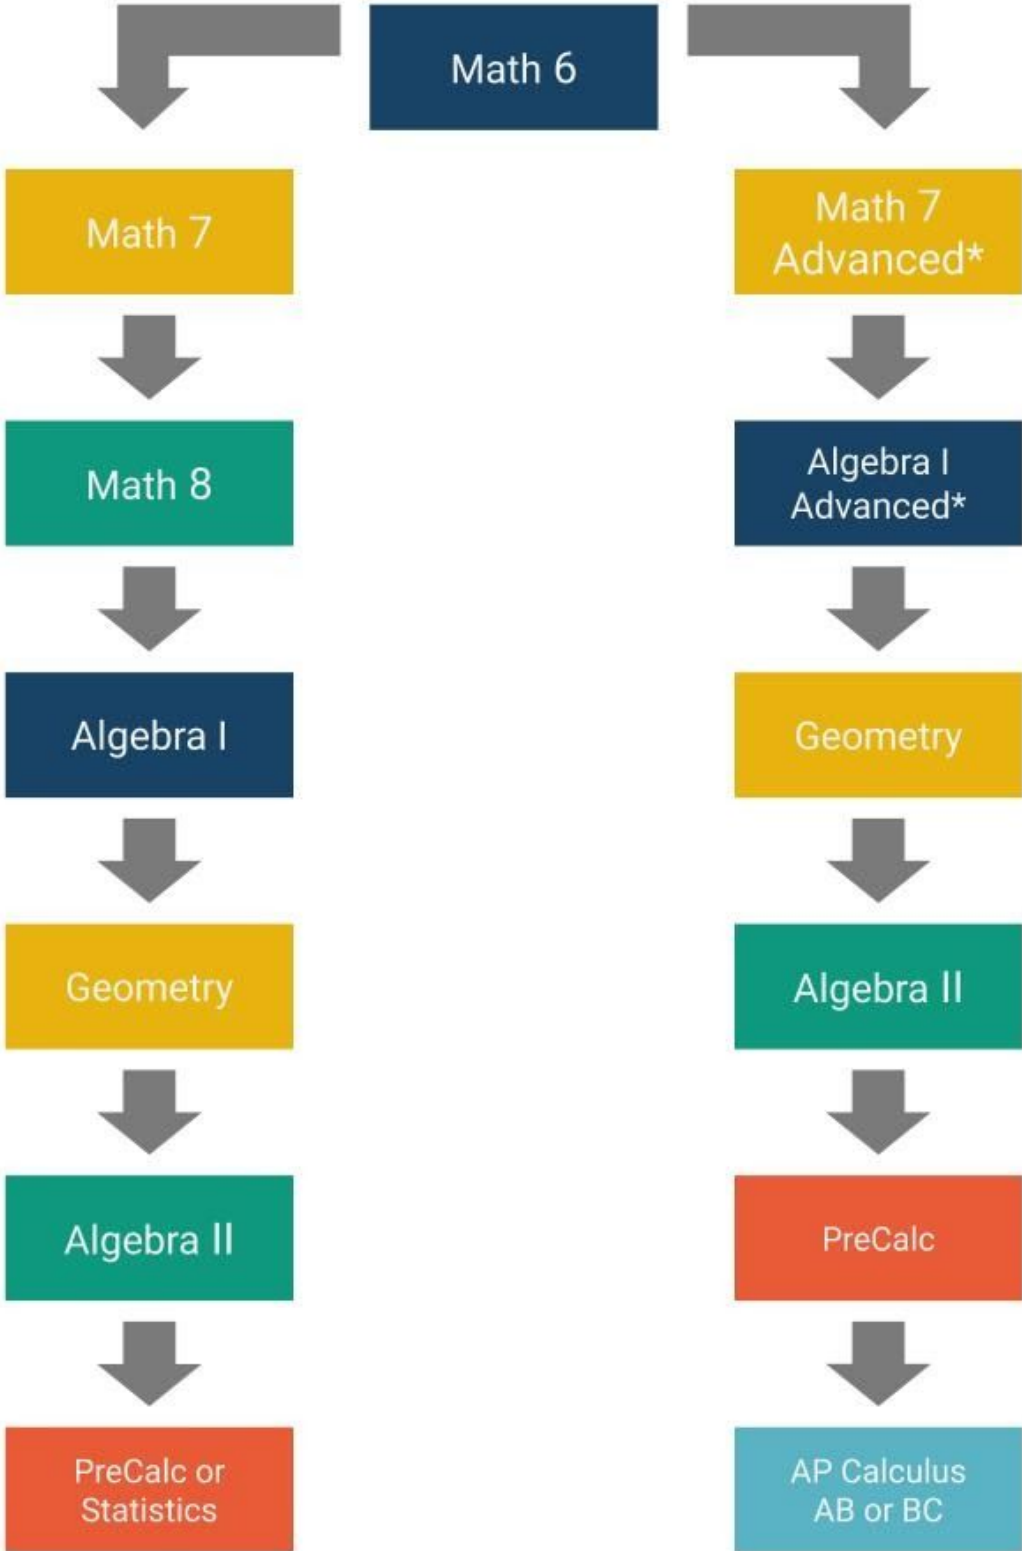 Math 6
Math 7
Math 7
Advanced*
Math 8
Algebra I
Advanced*
Algebra I
Geometry
Geometry
Algebra II
Algebra II
PreCalc
PreCalc or
Statistics
AP Calculus
AB or BC